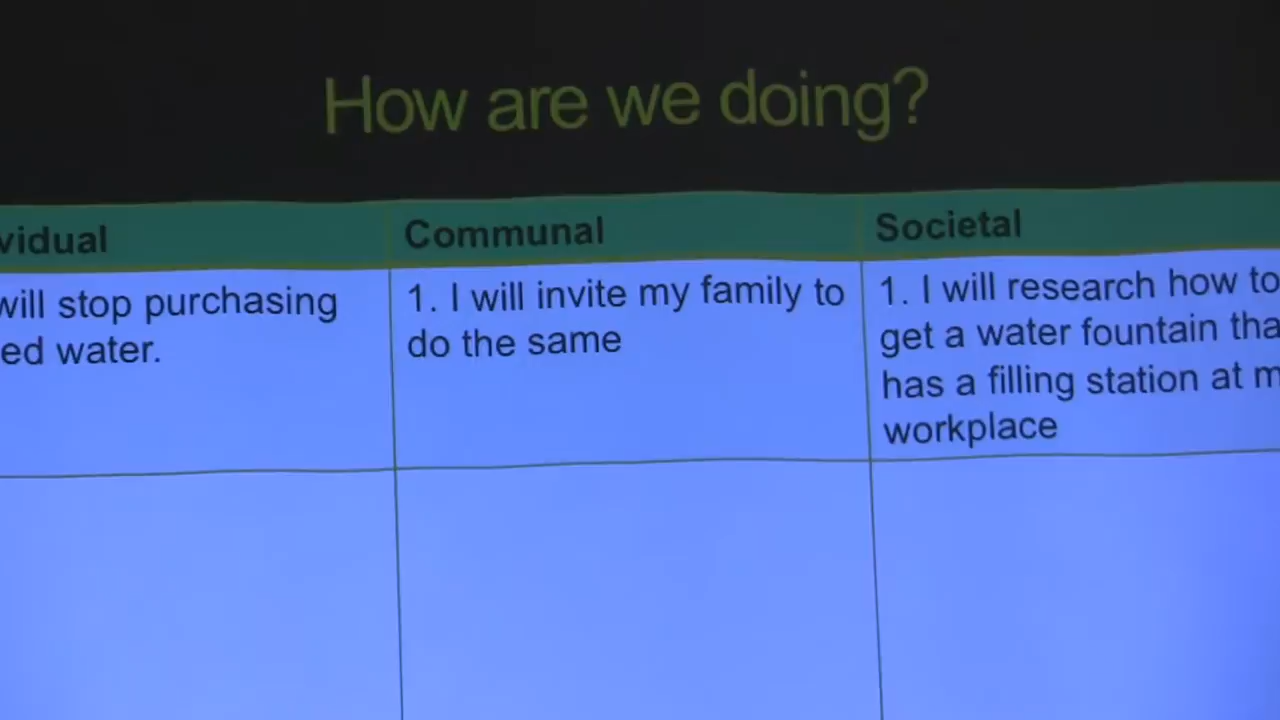 How are we doing?
vidual
Communal
Societal
will stop purchasing
ed water.
1. I will invite my family to
do the same
1. I will research how to
get a water fountain tha
has a filling station at m
workplace